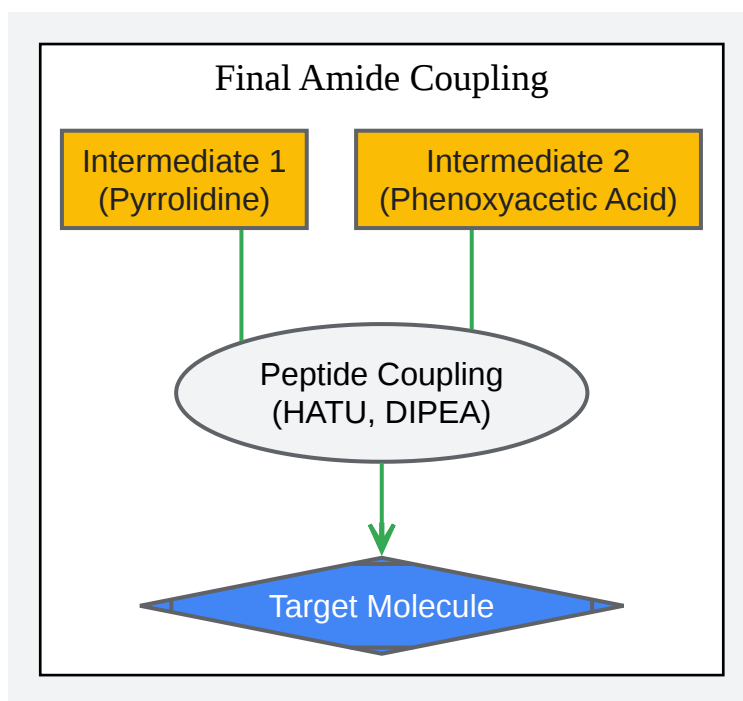 Final Amide Coupling
Intermediate 1
(Pyrrolidine)
Intermediate 2
(Phenoxyacetic Acid)
Peptide Coupling
(HATU, DIPEA)
Target Molecule